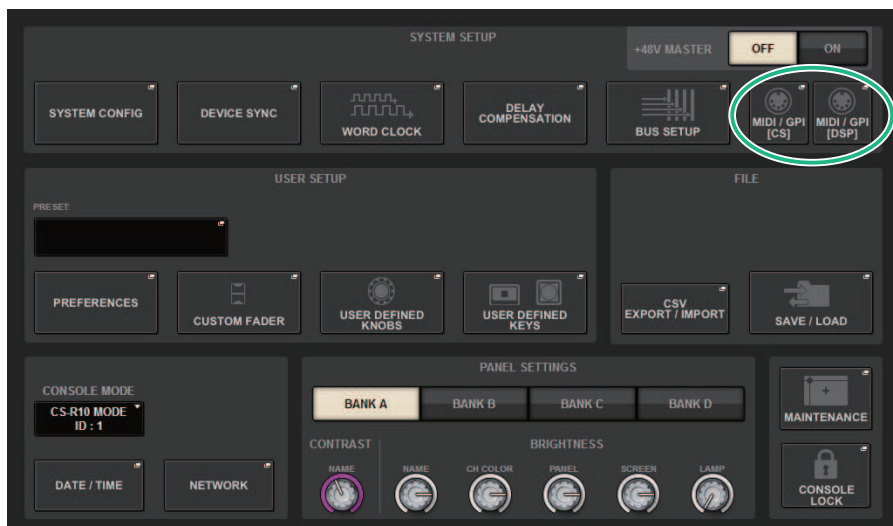 SYSTEM SETUP
+48V MASTER
OFF
ON
SYSTEM CONFIG
DEVICE SYNC
WORD CLOCK
DELAY
COMPENSATION
BUS SETUP
MIDI / GPI
[CS]
MIDI / GPI
[DSP]
USER SETUP
PRESET
PREFERENCES
CUSTOM FADER
USER DEFINED
KNOBS
USER DEFINED
KEYS
FILE
CSV
EXPORT / IMPORT
SAVE / LOAD
CONSOLE MODE
CS-R10 MODE
ID : 1
DATE / TIME
NETWORK
PANEL SETTINGS
BANK A
BANK B
BANK C
BANK D
CONTRAST
BRIGHTNESS
NAME
NAME
CH COLOR
PANEL
SCREEN
LAMP
MAINTENANCE
CONSOLE
LOCK